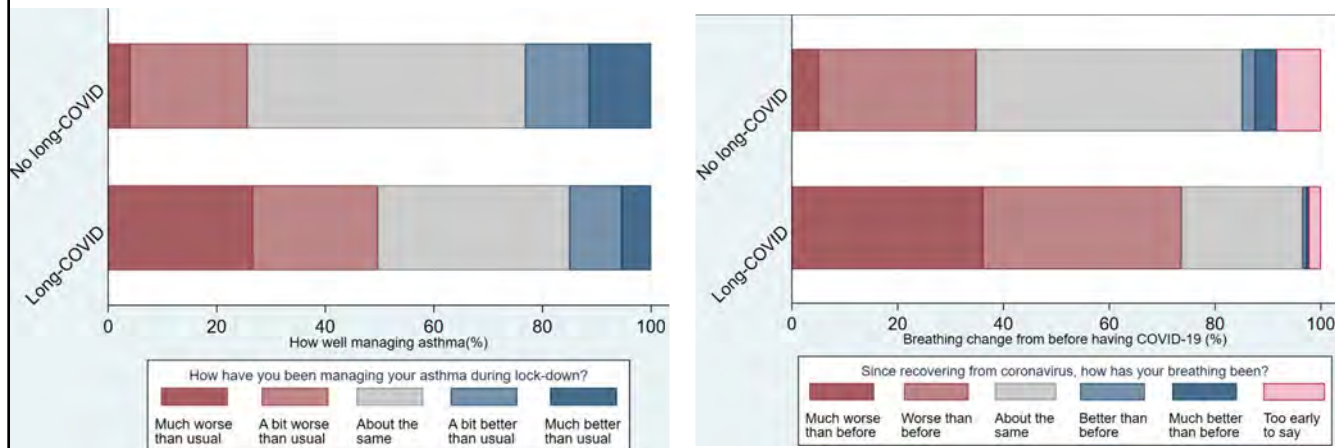 No long-COVID
Long-COVID
0 20 40 60 80 100
How well managing asthma(%)
How have you been managing your asthma during lock-down?
Much worse than usual
A bit worse than usual
About the same
A bit better than usual
Much better than usual
No long-COVID
Long-COVID
0 20 40 60 80 100
Breathing change from before having COVID-19 (%)
Since recovering from coronavirus, how has your breathing been?
Much worse than before
Worse than before
About the same
Better than before
Much better than before
Too early to say